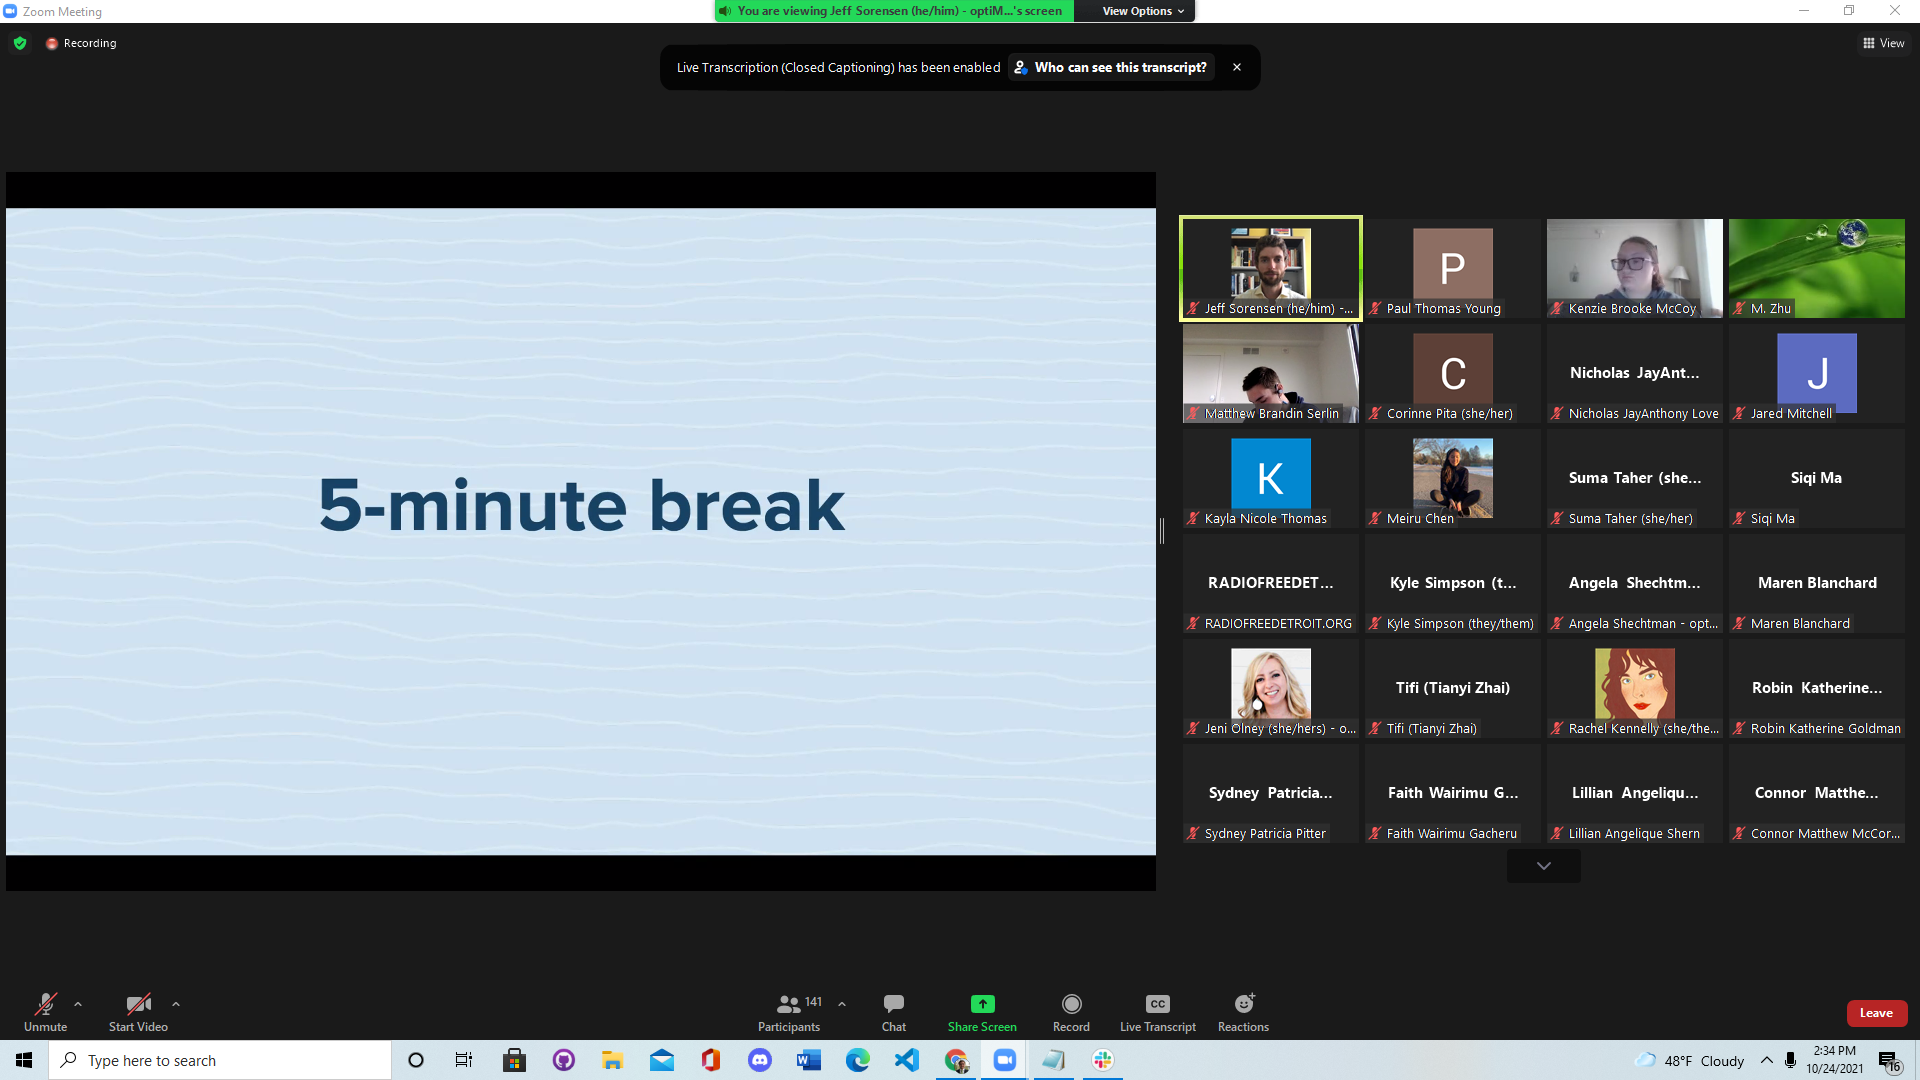 Zoom Meeting
You are viewing Jeff Sorensen (he/him) - optiM...'s screen
View Options
Recording
View
Live Transcription (Closed Captioning) has been enabled
Who can see this transcript?
5-minute break
Jeff Sorensen (he/him) -...
P
Paul Thomas Young
Kenzie Brooke McCoy
M. Zhu
Matthew Brandin Serlin
C
Corinne Pita (she/her)
Nicholas JayAnt...
Nicholas JayAnthony Love
J
Jared Mitchell
K
Kayla Nicole Thomas
Meiru Chen
Suma Taher (she...
Suma Taher (she/her)
Siqi Ma
Siqi Ma
RADIOFREEDET...
RADIOFREEDETROIT.ORG
Kyle Simpson (t...
Kyle Simpson (they/them)
Angela Shechtm...
Angela Shechtman - opt...
Maren Blanchard
Maren Blanchard
Jeni Olney (she/hers) - o...
Tifi (Tianyi Zhai)
Tifi (Tianyi Zhai)
Rachel Kennelly (she/the...
Robin Katherine...
Robin Katherine Goldman
Sydney Patricia...
Sydney Patricia Pitter
Faith Wairimu G...
Faith Wairimu Gacheru
Lillian Angeliqu...
Lillian Angelique Shern
Connor Matthe...
Connor Matthew McCor...
Unmute
Start Video
141
Participants
Chat
Share Screen
Record
CC
Live Transcript
Reactions
Leave
Type here to search
48°F Cloudy
2:34 PM
10/24/2021
16